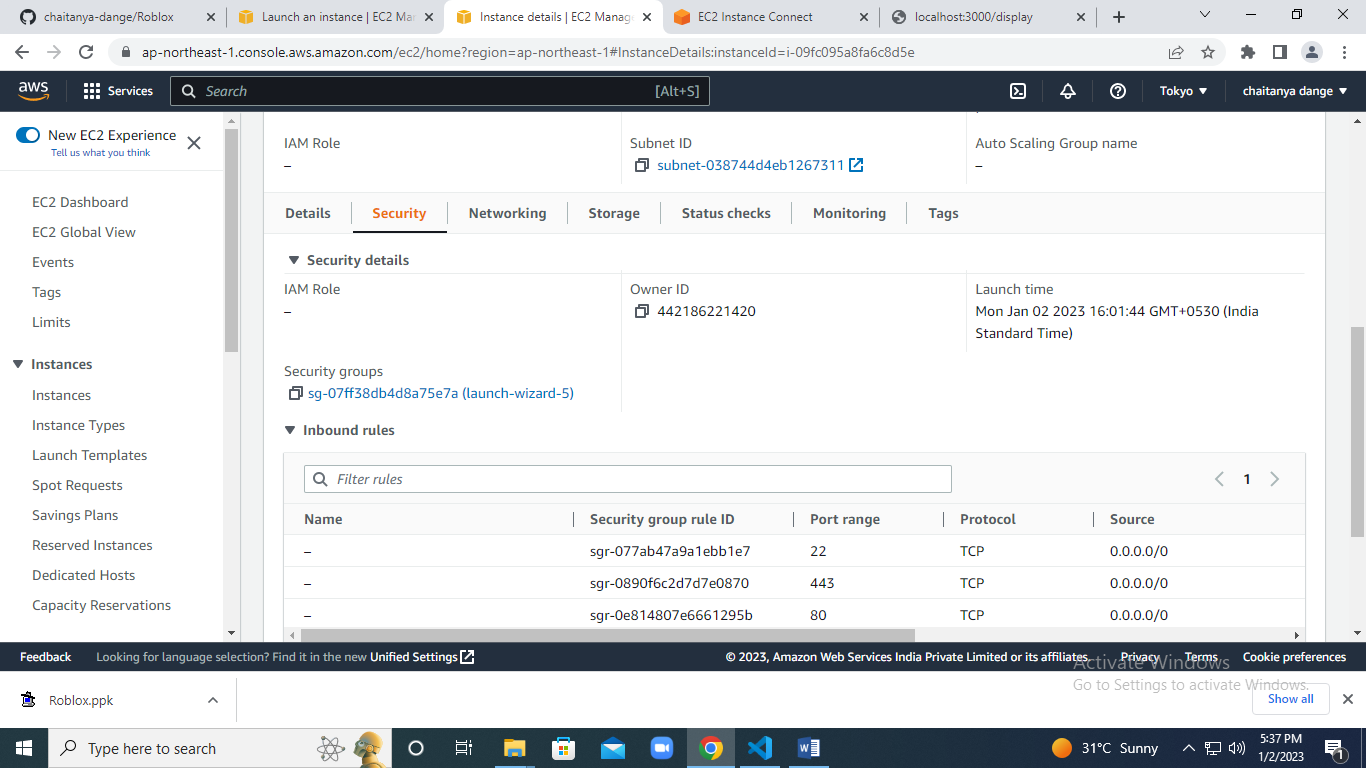 chaitanya-dange/Roblox
Launch an instance | EC2 Man
Instance details | EC2 Manage
EC2 Instance Connect
localhost:3000/display
ap-northeast-1.console.aws.amazon.com/ec2/home?region=ap-northeast-1#InstanceDetails:instanceId=i-09fc095a8fa6c8d5e
aws
Services
Search
[Alt+S]
Tokyo
chaitanya dange
New EC2 Experience
Tell us what you think
EC2 Dashboard
EC2 Global View
Events
Tags
Limits
Instances
Instances
Instance Types
Launch Templates
Spot Requests
Savings Plans
Reserved Instances
Dedicated Hosts
Capacity Reservations
IAM Role
–
Subnet ID
subnet-038744d4eb1267311
Auto Scaling Group name
–
Details
Security
Networking
Storage
Status checks
Monitoring
Tags
Security details
IAM Role
–
Owner ID
442186221420
Launch time
Mon Jan 02 2023 16:01:44 GMT+0530 (India
Standard Time)
Security groups
sg-07ff38db4d8a75e7a (launch-wizard-5)
Inbound rules
Filter rules
1
Name Security group rule ID Port range Protocol Source
– sgr-077ab47a9a1ebb1e7 22 TCP 0.0.0.0/0
– sgr-0890f6c2d7d7e0870 443 TCP 0.0.0.0/0
– sgr-0e814807e6661295b 80 TCP 0.0.0.0/0
Feedback
Looking for language selection? Find it in the new Unified Settings
© 2023, Amazon Web Services India Private Limited or its affiliates.
Privacy
Terms
Cookie preferences
Activate Windows
Go to Settings to activate Windows.
Roblox.ppk
Show all
Type here to search
31°C Sunny
5:37 PM
1/2/2023
1